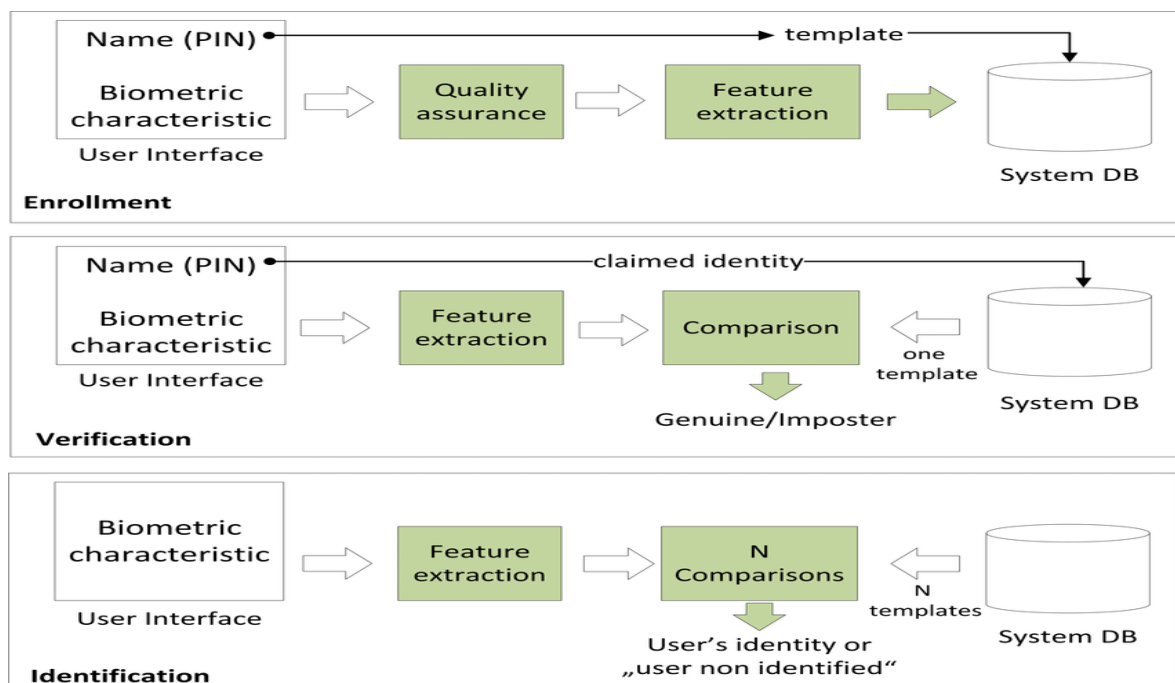 Name (PIN)
template
Biometric
characteristic
Quality
assurance
Feature
extraction
User Interface
System DB
Enrollment
Name (PIN)
claimed identity
Biometric
characteristic
Feature
extraction
Comparison
one
template
User Interface
System DB
Genuine/Imposter
Verification
Biometric
characteristic
Feature
extraction
N
Comparisons
N
templates
User Interface
System DB
User's identity or
„user non identified“
Identification